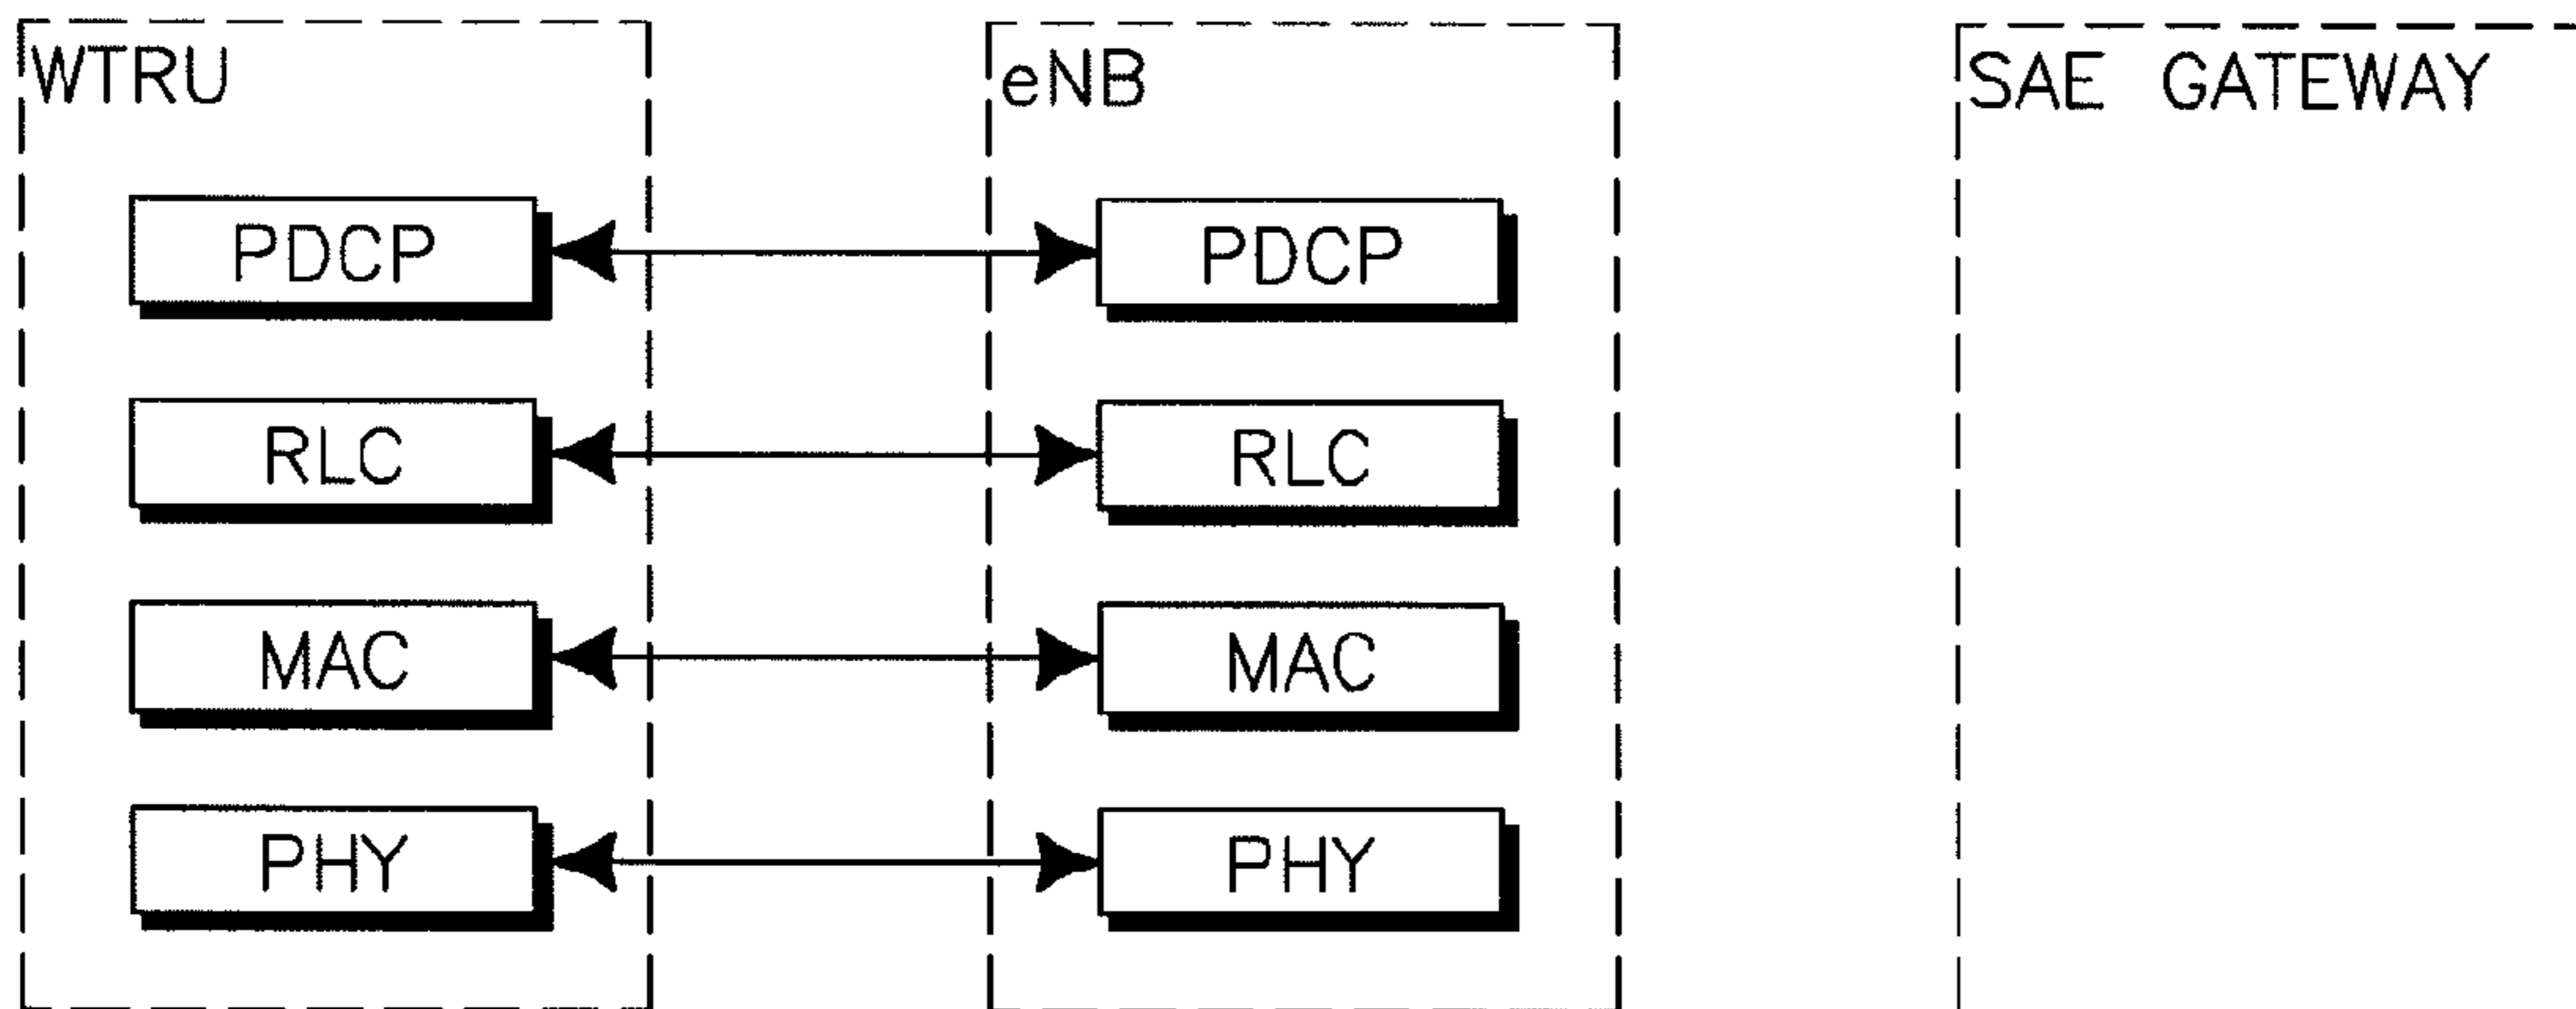 WTRU eNB SAE GATEWAY
PDCP PDCP
RLC RLC
MAC MAC
PHY PHY